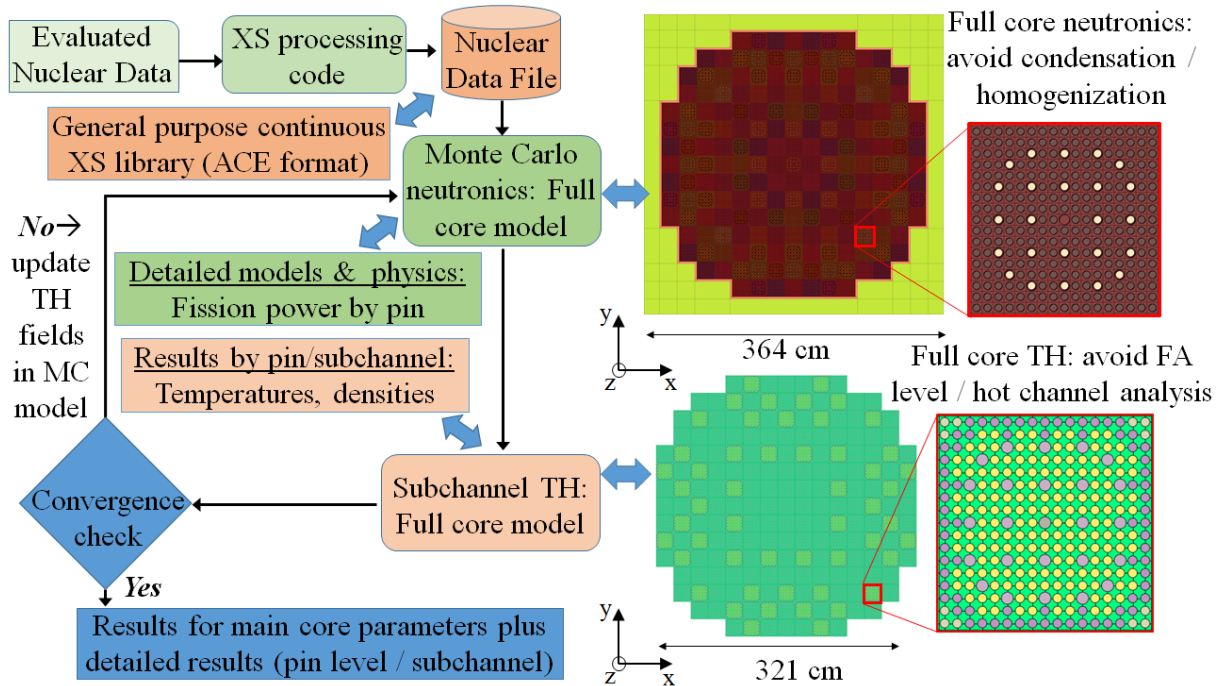 Evaluated
Nuclear Data
XS processing
code
Nuclear
Data File
General purpose continuous
XS library (ACE format)
Monte Carlo
neutronics: Full
core model
No→
update
TH
fields
in MC
model
Detailed models & physics:
Fission power by pin
Results by pin/subchannel:
Temperatures, densities
Subchannel TH:
Full core model
Convergence
check
Yes
Results for main core parameters plus
detailed results (pin level / subchannel)
Full core neutronics:
avoid condensation /
homogenization
y
z
x
364 cm
Full core TH: avoid FA
level / hot channel analysis
y
z
x
321 cm